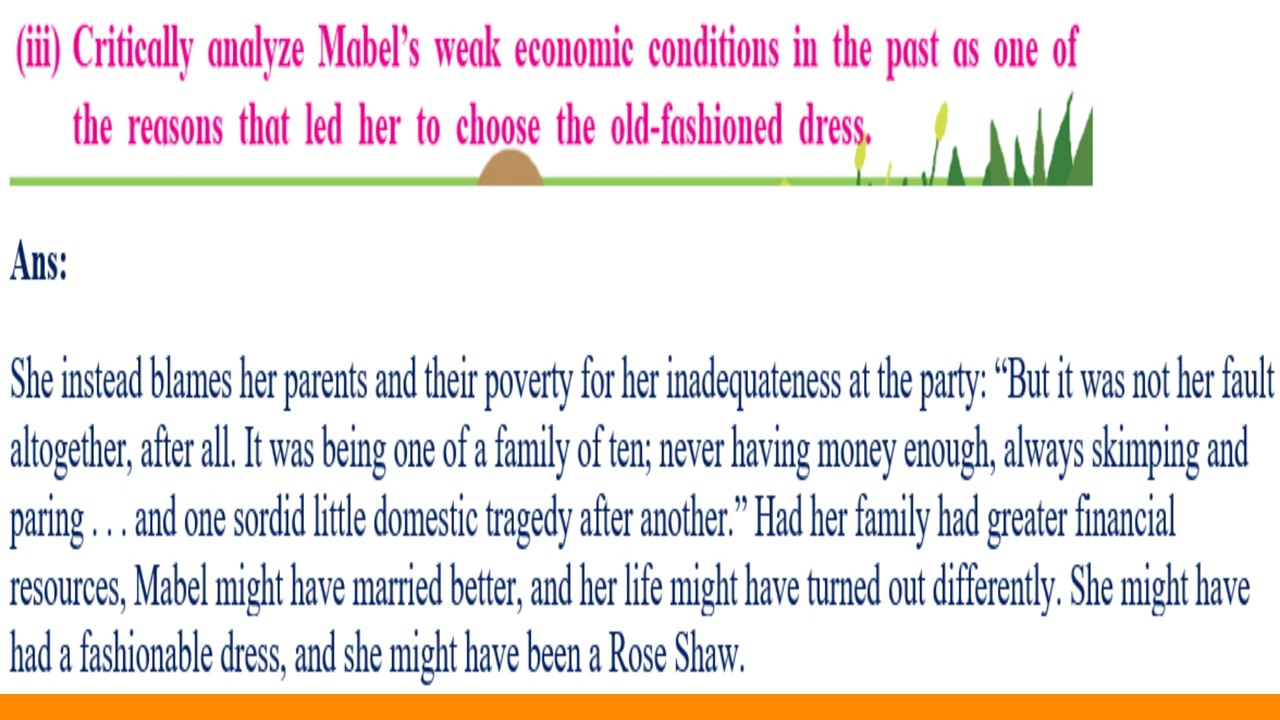 (iii) Critically analyze Mabel's weak economic conditions in the past as one of
the reasons that led her to choose the old-fashioned dress.
Ans:
She instead blames her parents and their poverty for her inadequateness at the party: “But it was not her fault
altogether, after all. It was being one of a family of ten; never having money enough, always skimping and
paring . . . and one sordid little domestic tragedy after another.” Had her family had greater financial
resources, Mabel might have married better, and her life might have turned out differently. She might have
had a fashionable dress, and she might have been a Rose Shaw.